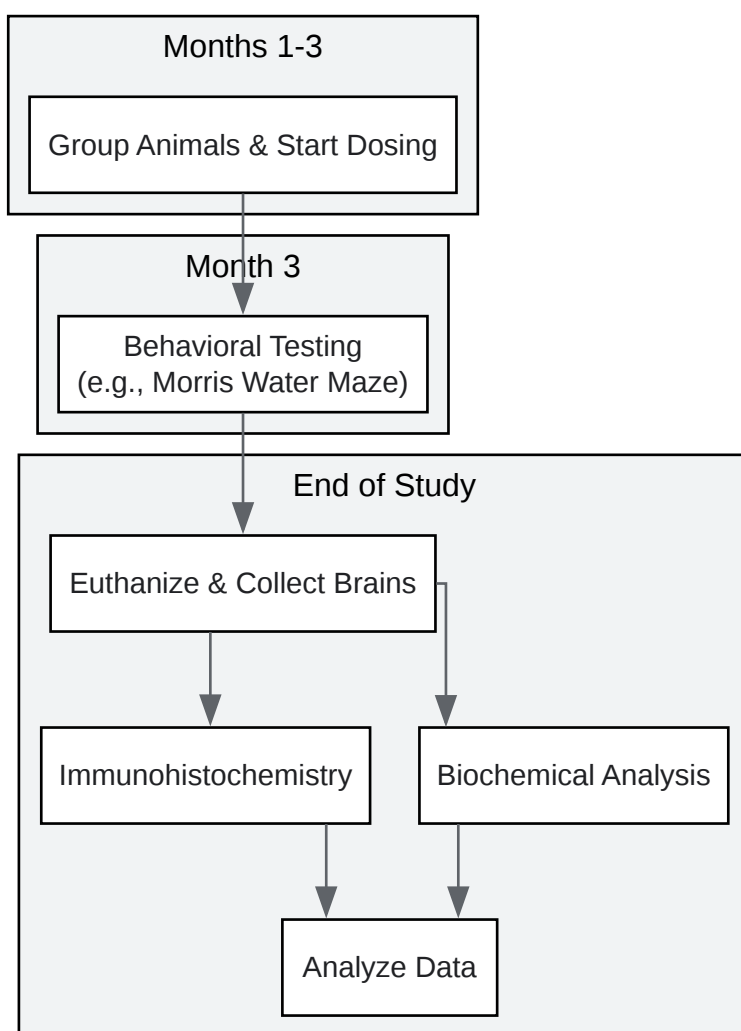 Months 1-3
Group Animals & Start Dosing
Month 3
Behavioral Testing
(e.g., Morris Water Maze)
End of Study
Euthanize & Collect Brains
Immunohistochemistry
Biochemical Analysis
Analyze Data